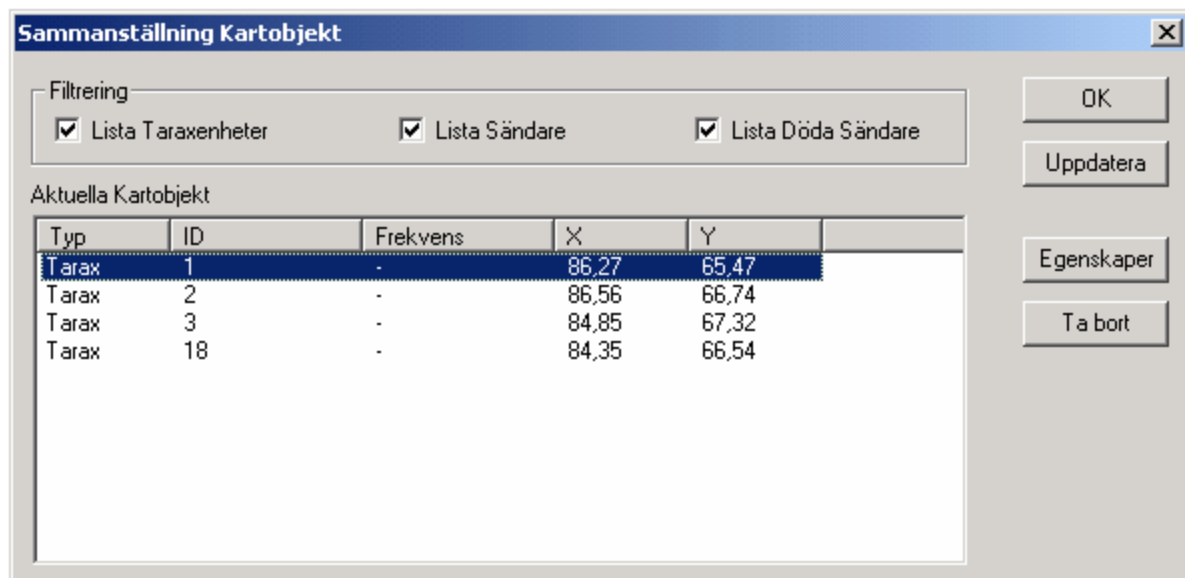 Sammanställning Kartobjekt
Filtrering
Lista Taraxenheter Lista Sändare Lista Döda Sändare
OK
Uppdatera
Aktuella Kartobjekt
Typ ID Frekvens X Y
Tarax 1 - 86,27 65,47
Tarax 2 - 86,56 66,74
Tarax 3 - 84,85 67,32
Tarax 18 - 84,35 66,54
Egenskaper
Ta bort